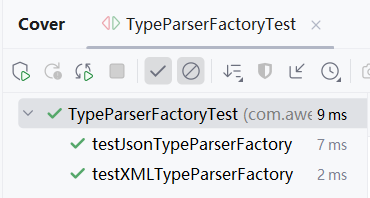 Cover TypeParserFactoryTest
TypeParserFactoryTest (com.awe 9 ms
testJsonTypeParserFactory 7 ms
testXMLTypeParserFactory 2 ms